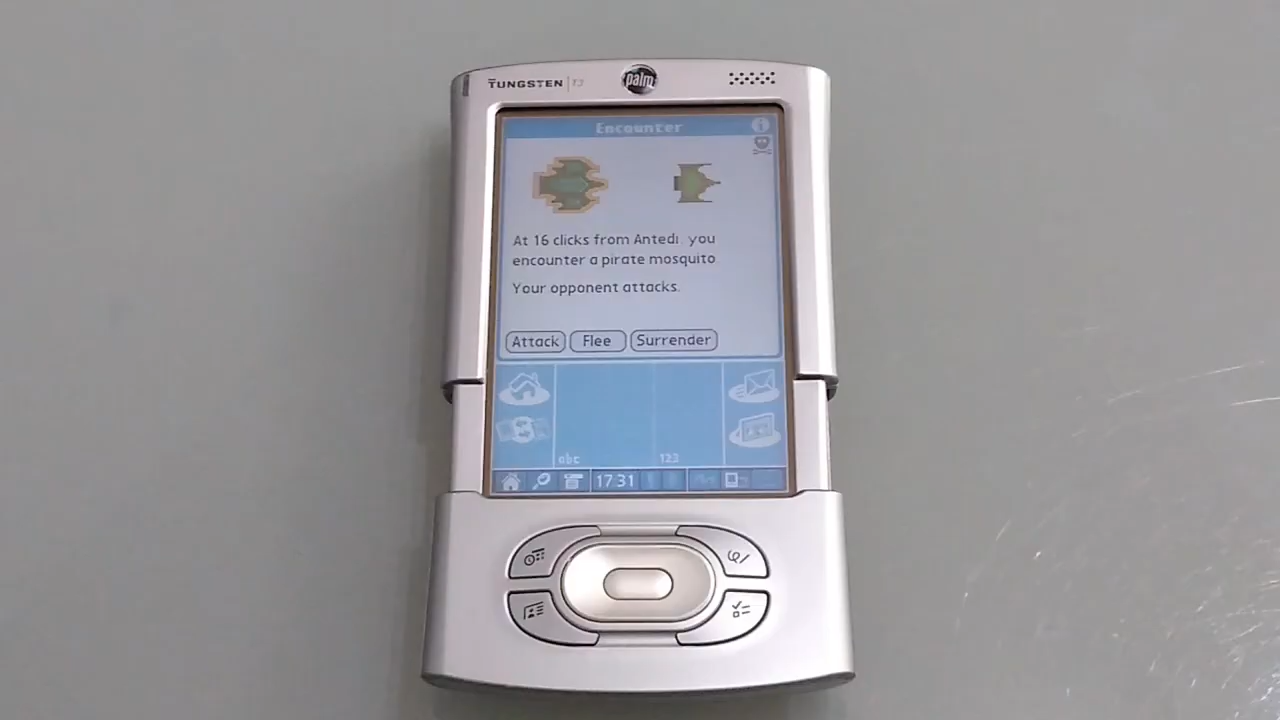 TUNGSTEN T3
palm
Encounter
At 16 clicks from Antedi, you
encounter a pirate mosquito
Your opponent attacks.
Attack Flee Surrender
abc 123
17:31